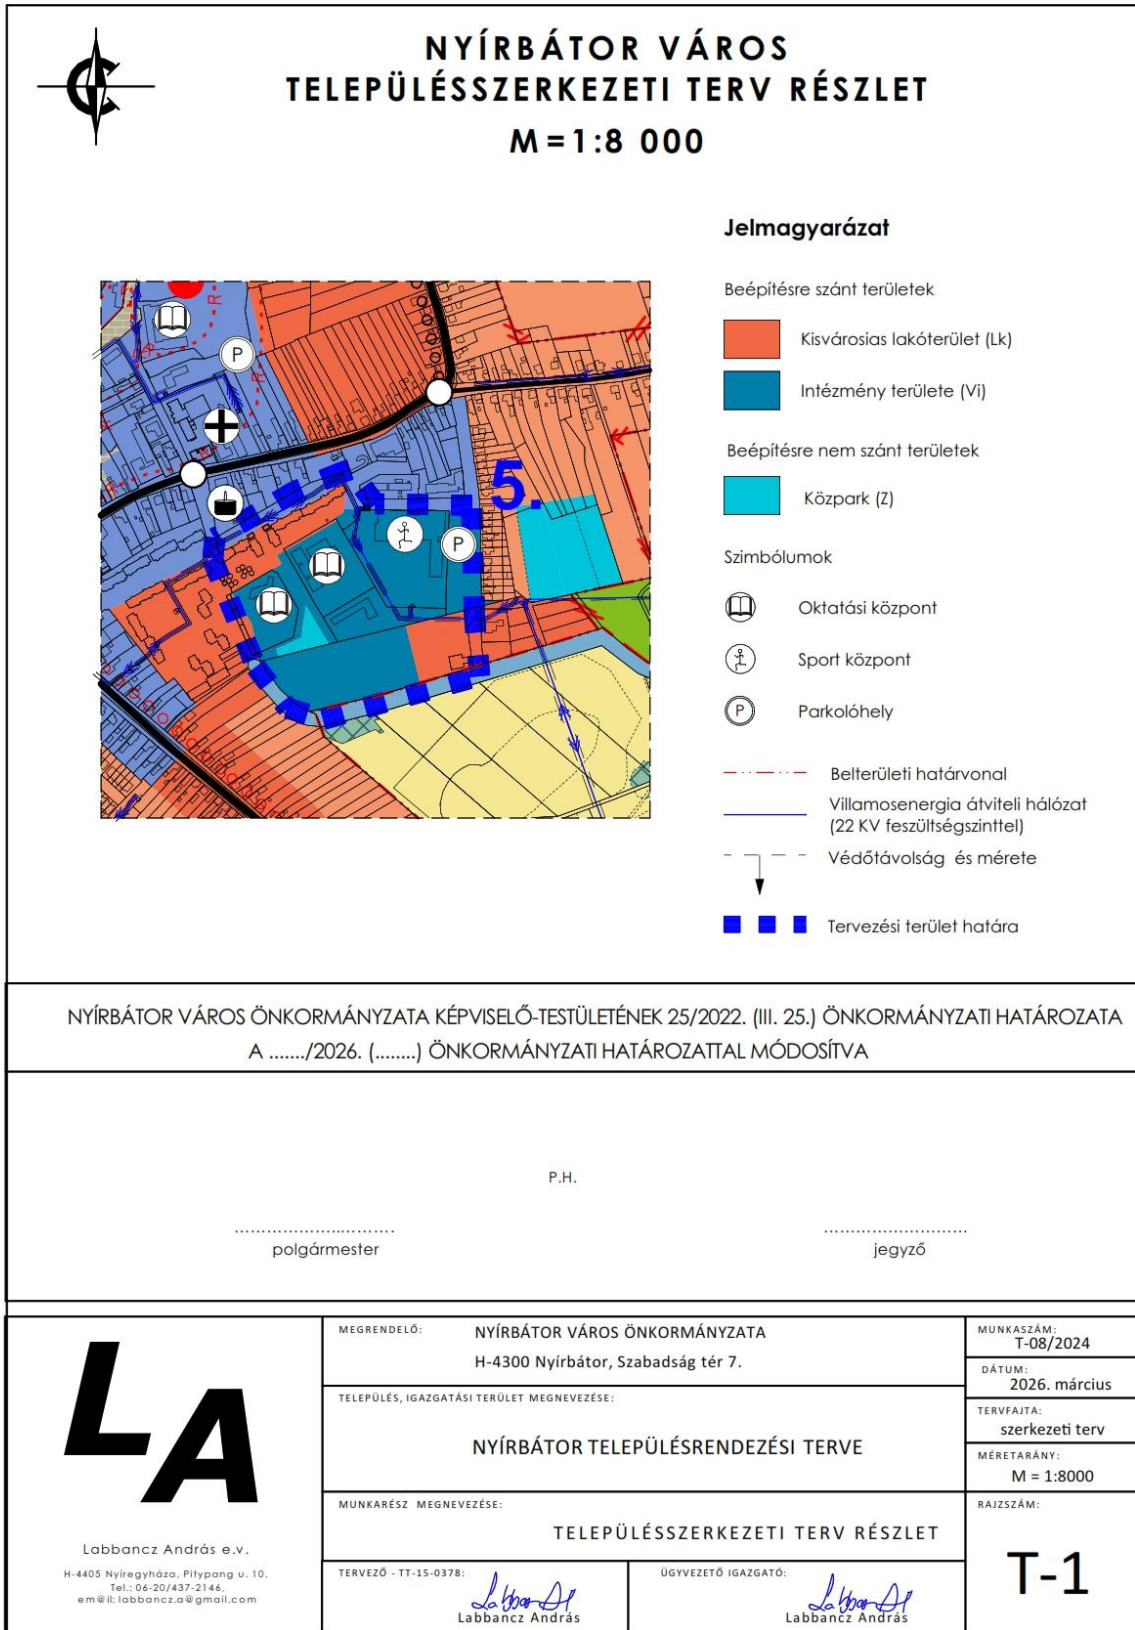 NYÍRBÁTOR VÁROS
TELEPÜLÉSSZERKEZETI TERV RÉSZLET
M = 1:8 000
Jelmagyarázat
Beépítésre szánt területek
Kisvárosias lakóterület (Lk)
Intézmény területe (Vi)
Beépítésre nem szánt területek
Közpark (Z)
Szimbólumok
Oktatási központ
Sport központ
P Parkolóhely
Belterületi határvonal
Villamosenergia átviteli hálózat
(22 KV feszültségszinttel)
Védőtávolság és mérete
Tervezési terület határa
R
P
R
R
5.
P
NYÍRBÁTOR VÁROS ÖNKORMÁNYZATA KÉPVISELŐ-TESTÜLETÉNEK 25/2022. (III. 25.) ÖNKORMÁNYZATI HATÁROZATA
A ......./2026. (........) ÖNKORMÁNYZATI HATÁROZATTAL MÓDOSÍTVA
P.H.
polgármester
jegyző
LA
Labbancz András e.v.
H-4405 Nyíregyháza, Pitypang u. 10.
Tel.: 06-20/437-2146,
em@il: labbancz.a@gmail.com
MEGRENDELŐ:
NYÍRBÁTOR VÁROS ÖNKORMÁNYZATA
H-4300 Nyírbátor, Szabadság tér 7.
TELEPÜLÉS, IGAZGATÁSI TERÜLET MEGNEVEZÉSE:
NYÍRBÁTOR TELEPÜLÉSRENDEZÉSI TERVE
MUNKARÉSZ MEGNEVEZÉSE:
TELEPÜLÉSSZERKEZETI TERV RÉSZLET
TERVEZŐ - TT-15-0378:
Labbancz András
ÜGYVEZETŐ IGAZGATÓ:
Labbancz András
MUNKASZÁM:
T-08/2024
DÁTUM:
2026. március
TERVFAJTA:
szerkezeti terv
MÉRETARÁNY:
M = 1:8000
RAJZSZÁM:
T-1